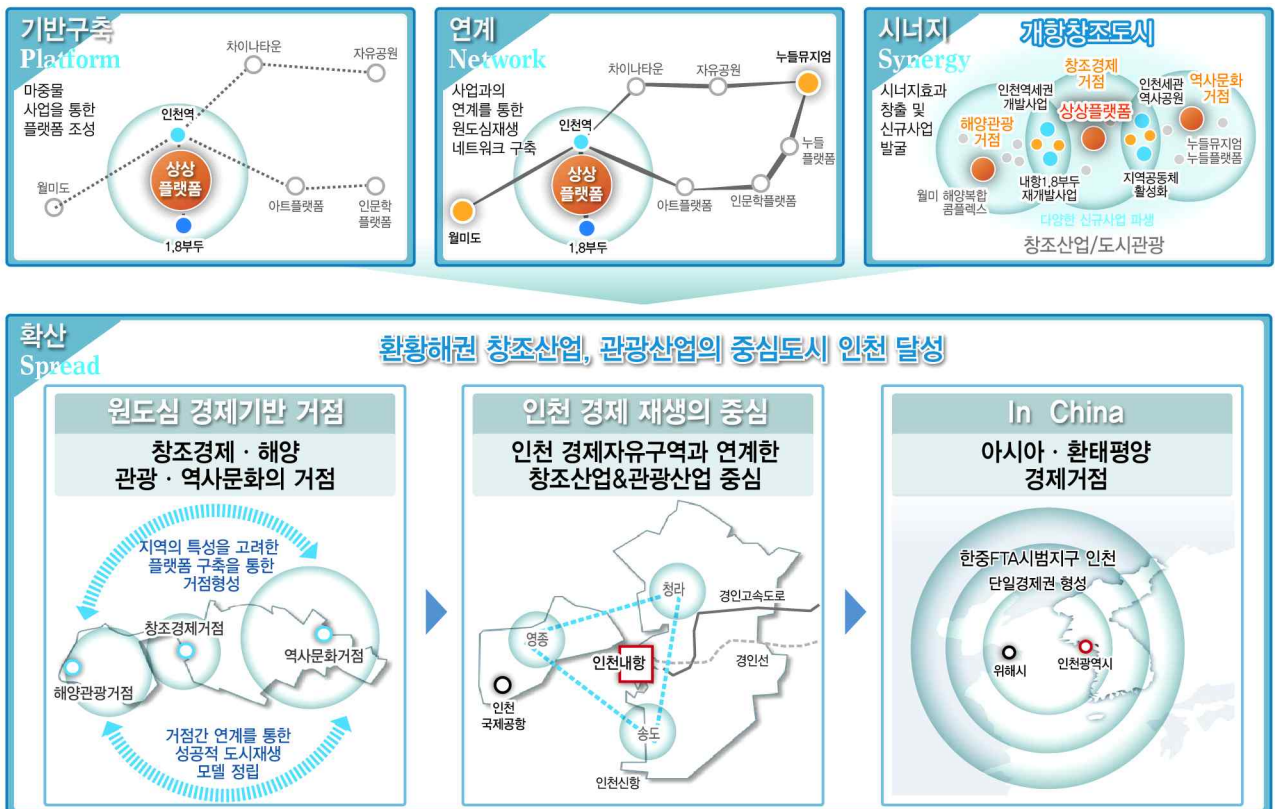 기반구축
Platform
마중물
사업을 통한
플랫폼 조성
차이나타운
자유공원
인천역
상상
플랫폼
월미도
아트플랫폼
인문학
플랫폼
1,8부두
연계
Network
사업과의
연계를 통한
원도심재생
네트워크 구축
차이나타운
자유공원
누들뮤지엄
인천역
상상
플랫폼
누들
플랫폼
월미도
아트플랫폼
인문학플랫폼
1,8부두
시너지
Synergy
시너지효과
창출 및
신규사업
발굴
개항창조도시
창조경제
거점
인천역세권
개발사업
상상플랫폼
인천세관
역사공원
역사문화
거점
해양관광
거점
누들뮤지엄
누들플랫폼
월미 해양복합
콤플렉스
내항1,8부두
재개발사업
지역공동체
활성화
다양한 신규사업 파생
창조산업/도시관광
확산
Spread
환황해권 창조산업, 관광산업의 중심도시 인천 달성
원도심 경제기반 거점
창조경제 · 해양
관광 · 역사문화의 거점
지역의 특성을 고려한
플랫폼 구축을 통한
거점형성
창조경제거점
역사문화거점
해양관광거점
거점간 연계를 통한
성공적 도시재생
모델 정립
인천 경제 재생의 중심
인천 경제자유구역과 연계한
창조산업&관광산업 중심
청라
경인고속도로
영종
인천내항
경인선
인천
국제공항
송도
인천신항
In China
아시아 · 환태평양
경제거점
한중FTA시범지구 인천
단일경제권 형성
위해시
인천광역시